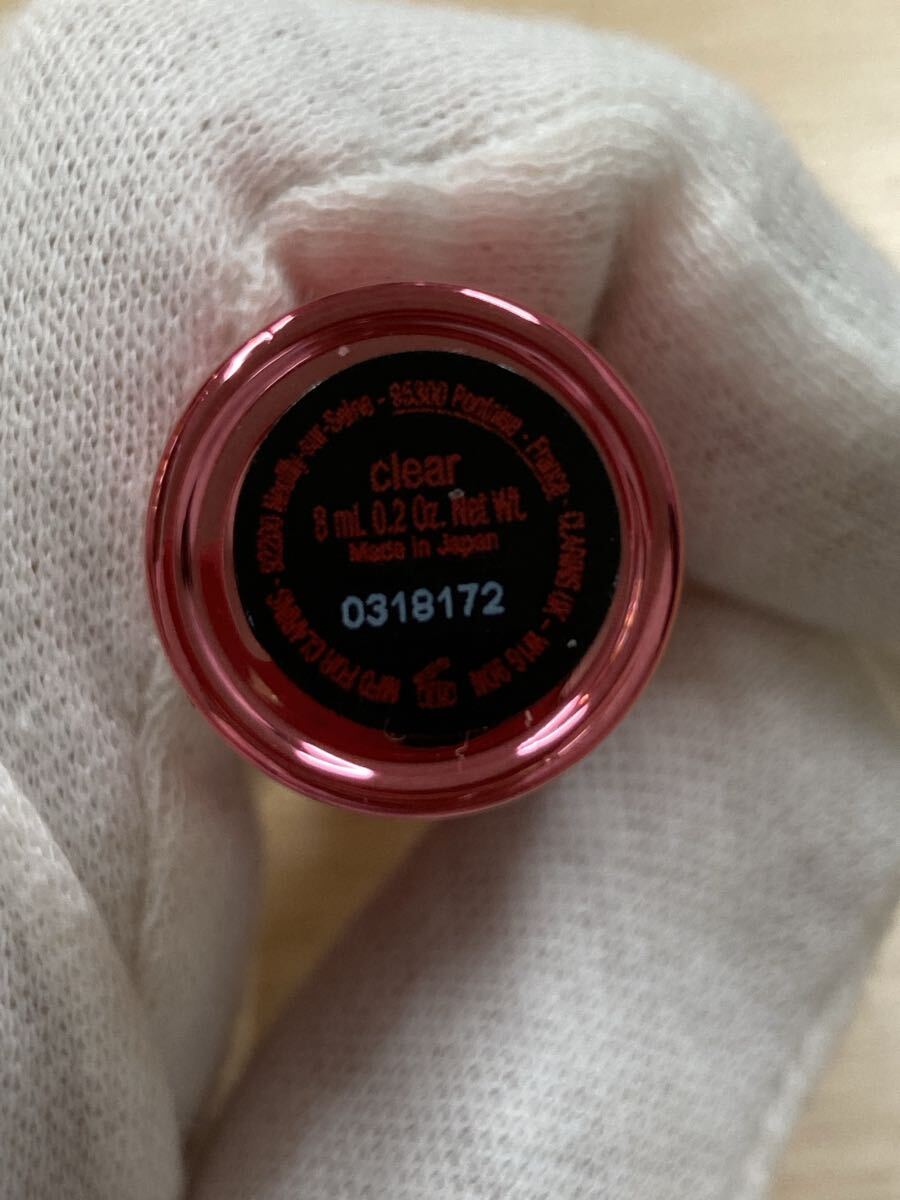 clear
8 mL 0.2 Oz. Net Wt.
Made in Japan
0318172
MFD FOR CLARINS - 92200 Neuilly-sur-Seine - 95300 Pontoise - France - CLARINS UK - W1G 0DN